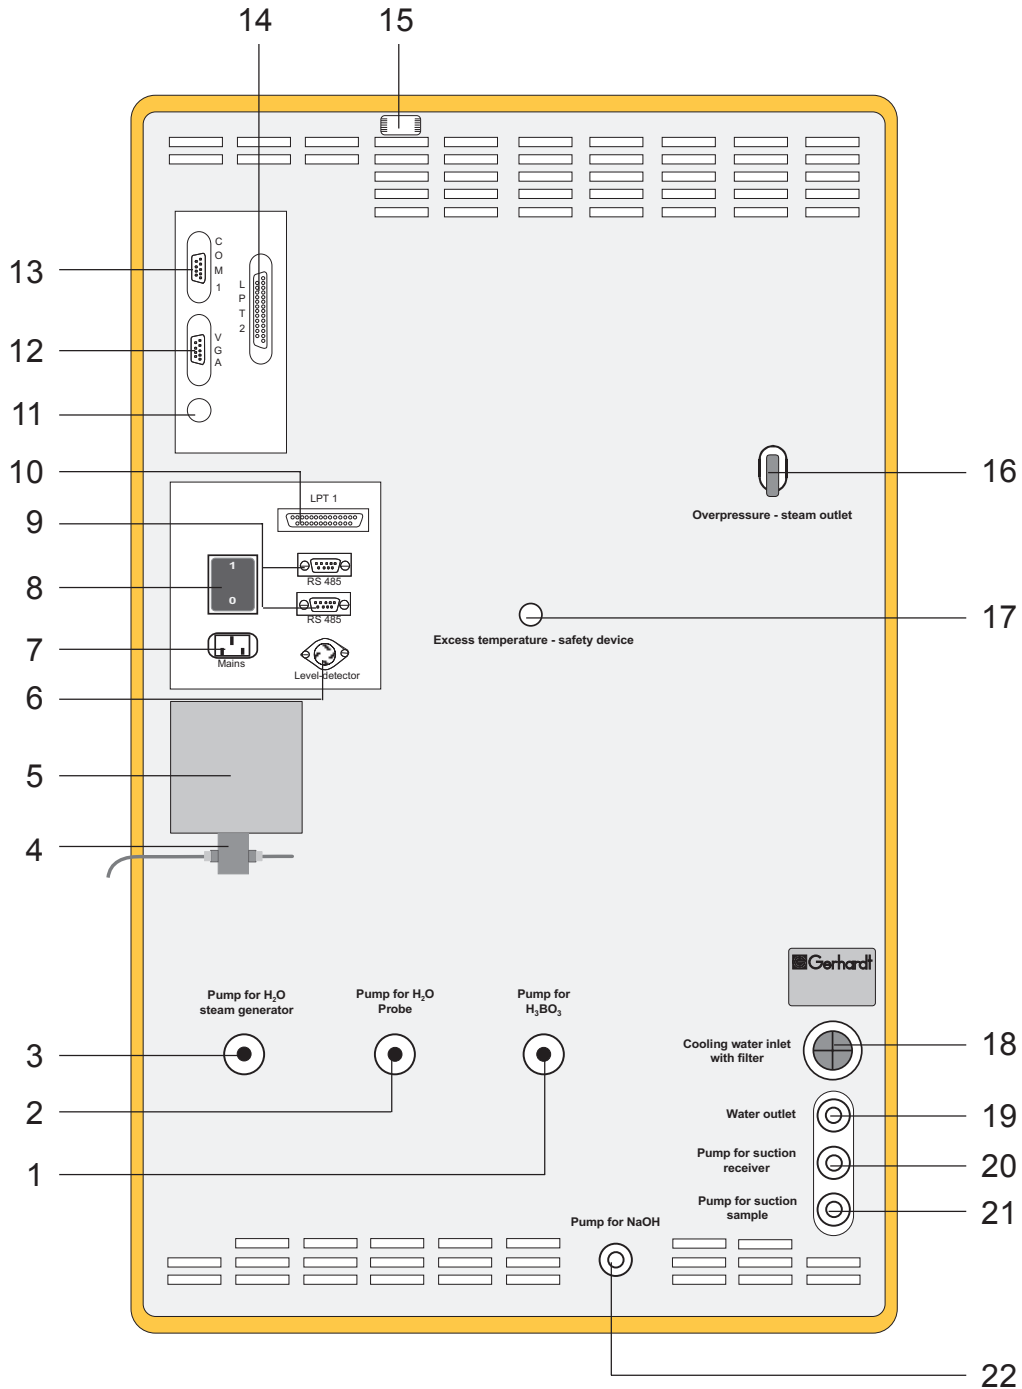 14
15
13
C
O
M
1
L
P
T
2
12
V
G
A
11
10
LPT 1
9
16
Overpressure - steam outlet
8
1
0
RS 485
RS 485
17
Excess temperature - safety device
7
Mains
Level-detector
6
5
4
Gerhardt
Pump for H₂O
steam generator
Pump for H₂O
Probe
Pump for
H₃BO₃
3
2
1
Cooling water inlet
with filter
18
Water outlet
19
Pump for suction
receiver
20
Pump for suction
sample
21
Pump for NaOH
22